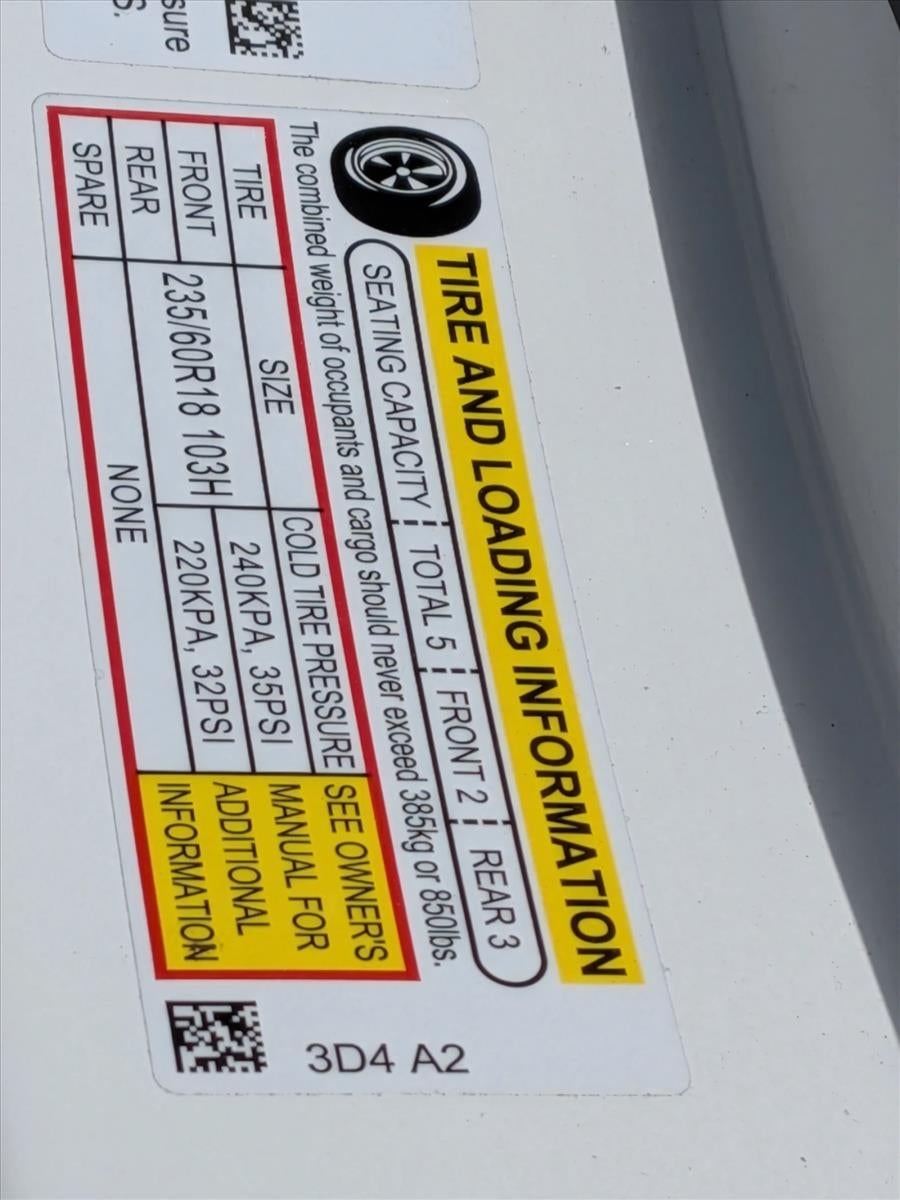 sure
S.
TIRE AND LOADING INFORMATION
SEATING CAPACITY TOTAL 5 FRONT 2 REAR 3
The combined weight of occupants and cargo should never exceed 385kg or 850lbs.
TIRE SIZE COLD TIRE PRESSURE
FRONT 235/60R18 103H 240KPA, 35PSI
REAR 220KPA, 32PSI
SPARE NONE
SEE OWNER'S
MANUAL FOR
ADDITIONAL
INFORMATION
3D4 A2